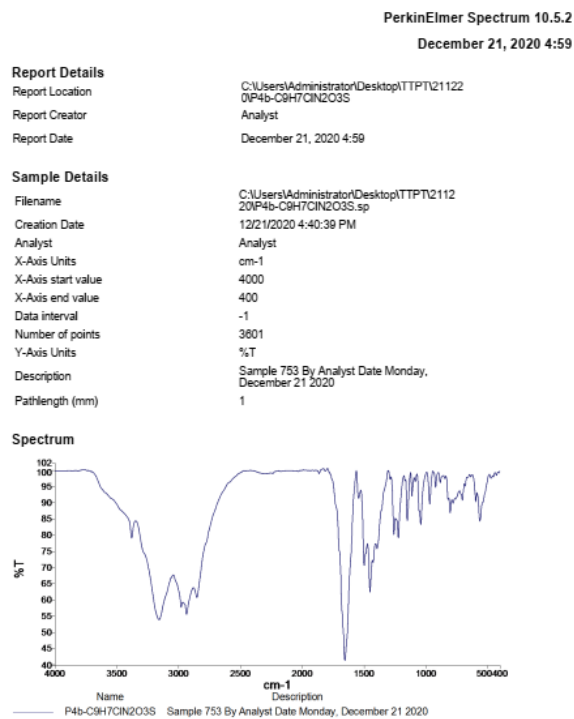 PerkinElmer Spectrum 10.5.2
December 21, 2020 4:59
Report Details
Report Location C:\Users\Administrator\Desktop\TTPT\21122
0\P4b-C9H7ClN2O3S
Report Creator Analyst
Report Date December 21, 2020 4:59
Sample Details
Filename C:\Users\Administrator\Desktop\TTPT\2112
20\P4b-C9H7ClN2O3S.sp
Creation Date 12/21/2020 4:40:39 PM
Analyst Analyst
X-Axis Units cm-1
X-Axis start value 4000
X-Axis end value 400
Data interval -1
Number of points 3601
Y-Axis Units %T
Description Sample 753 By Analyst Date Monday,
December 21 2020
Pathlength (mm) 1
Spectrum
102
100
95
90
85
80
75
70
65
60
55
50
45
40
%T
4000 3500 3000 2500 2000 1500 1000 500 400
cm-1
Name Description
P4b-C9H7ClN2O3S Sample 753 By Analyst Date Monday, December 21 2020